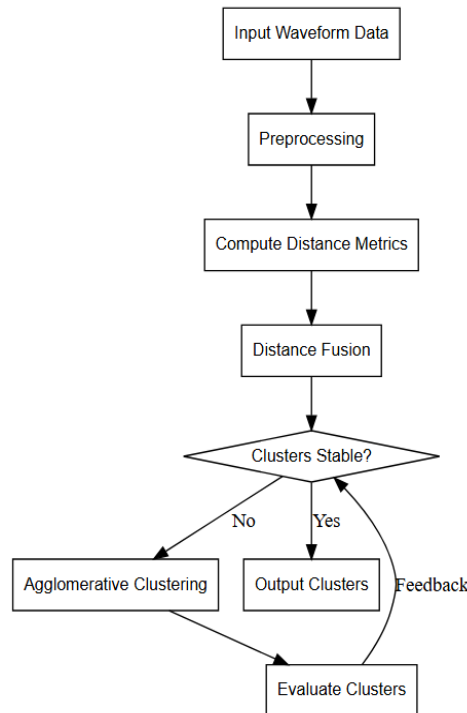 Input Waveform Data
Preprocessing
Compute Distance Metrics
Distance Fusion
Clusters Stable?
No
Yes
Agglomerative Clustering
Output Clusters
Feedback
Evaluate Clusters